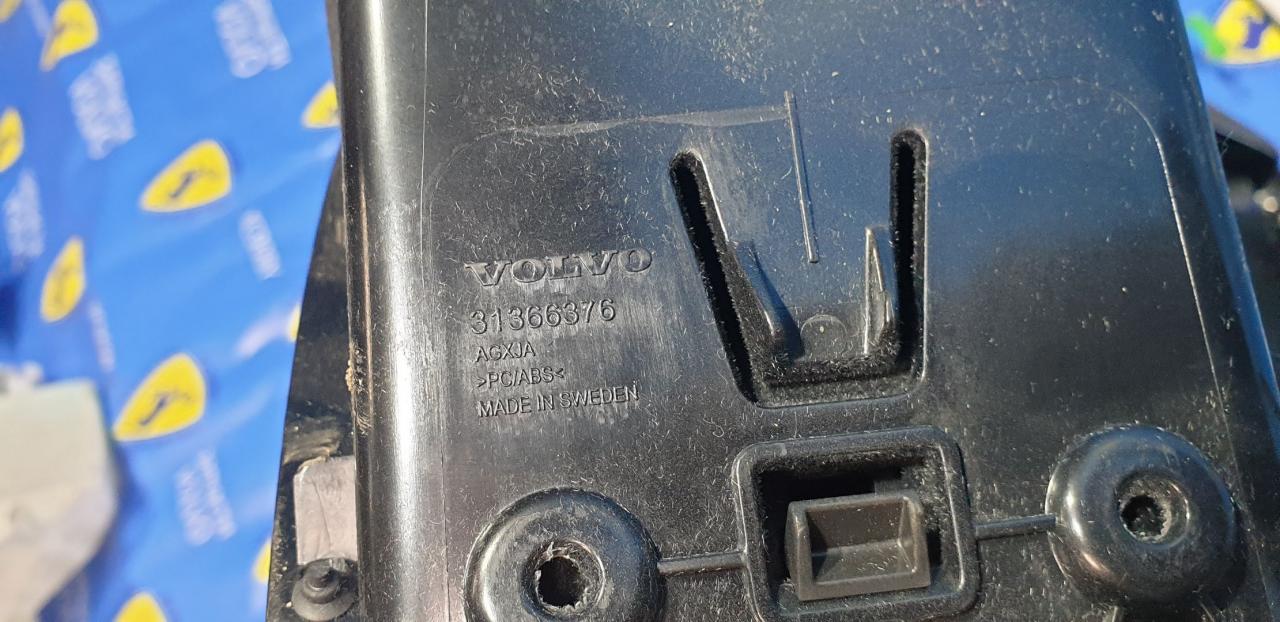 VOLVO
31366376
AGXJA
>PC/ABS<
MADE IN SWEDEN